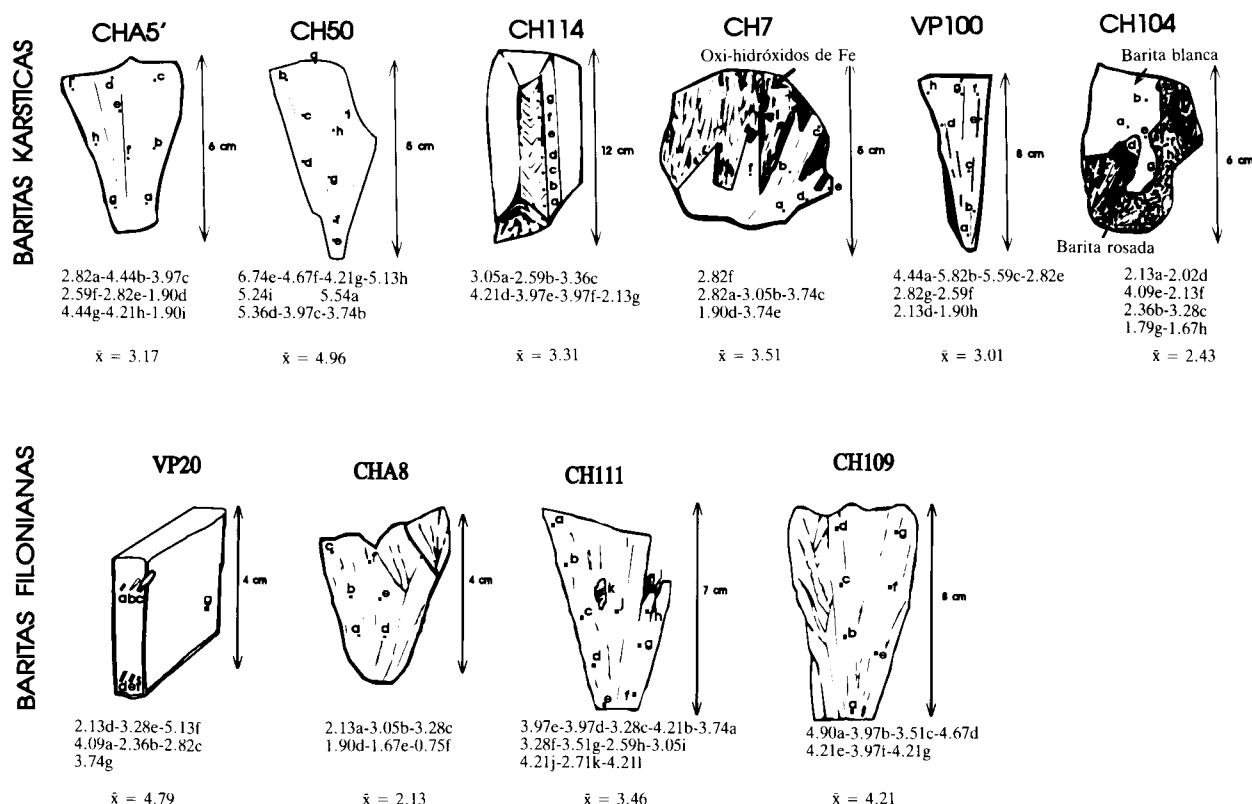 BARITAS KARSTICAS
CHA5' CH50 CH114 CH7 VP100 CH104
Oxi-hidróxidos de Fe
Barita blanca
6 cm
12 cm
6 cm
Barita rosada
2.82a-4.44b-3.97c
2.59f-2.82e-1.90d
4.44g-4.21h-1.90i
x̄ = 3.17
6.74e-4.67f-4.21g-5.13h
5.24i 5.54a
5.36d-3.97c-3.74b
x̄ = 4.96
3.05a-2.59b-3.36c
4.21d-3.97e-3.97f-2.13g
x̄ = 3.31
2.82f
2.82a-3.05b-3.74c
1.90d-3.74e
x̄ = 3.51
4.44a-5.82b-5.59c-2.82e
2.82g-2.59f
2.13d-1.90h
x̄ = 3.01
2.13a-2.02d
4.09e-2.13f
2.36b-3.28c
1.79g-1.67h
x̄ = 2.43
BARITAS FILONIANAS
VP20 CHA8 CH111 CH109
4 cm
4 cm
7 cm
2.13d-3.28e-5.13f
4.09a-2.36b-2.82c
3.74g
x̄ = 4.79
2.13a-3.05b-3.28c
1.90d-1.67e-0.75f
x̄ = 2.13
3.97e-3.97d-3.28c-4.21b-3.74a
3.28f-3.51g-2.59h-3.05i
4.21j-2.71k-4.21l
x̄ = 3.46
4.90a-3.97b-3.51c-4.67d
4.21e-3.97f-4.21g
x̄ = 4.21